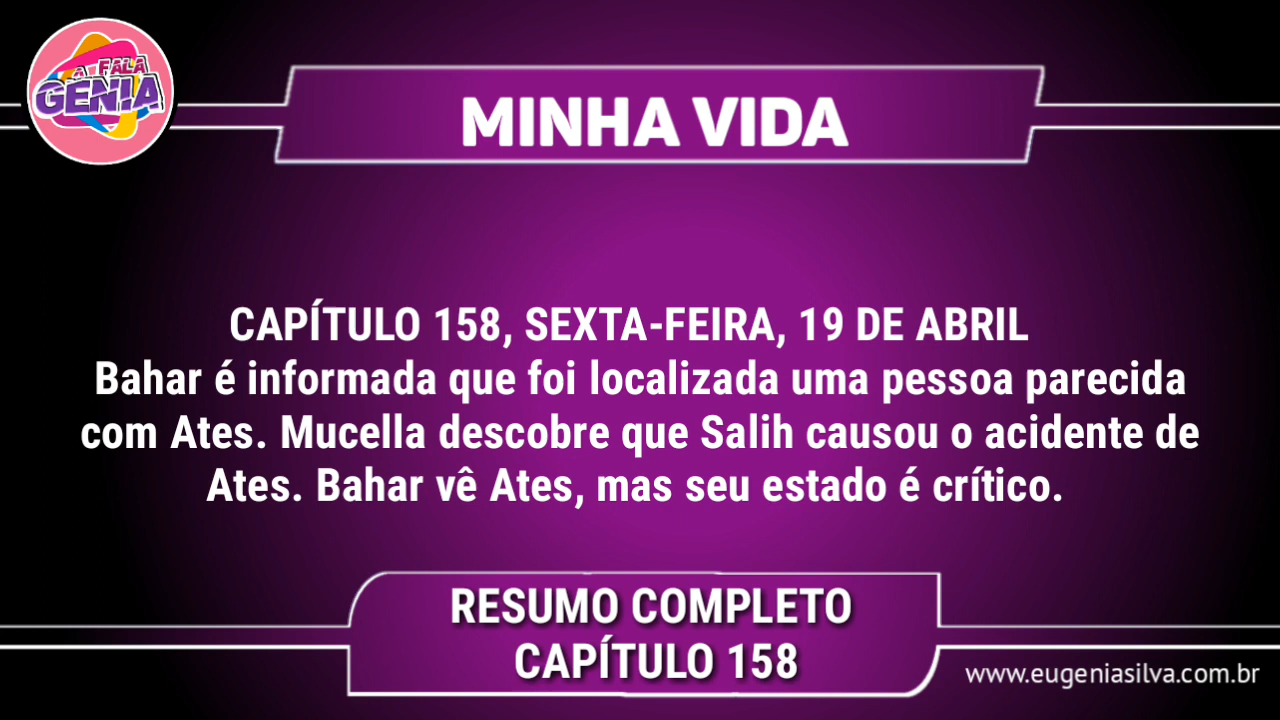 A FALA
GENIA
MINHA VIDA
CAPÍTULO 158, SEXTA-FEIRA, 19 DE ABRIL
Bahar é informada que foi localizada uma pessoa parecida
com Ates. Mucella descobre que Salih causou o acidente de
Ates. Bahar vê Ates, mas seu estado é crítico.
RESUMO COMPLETO
CAPÍTULO 158
www.eugeniasilva.com.br